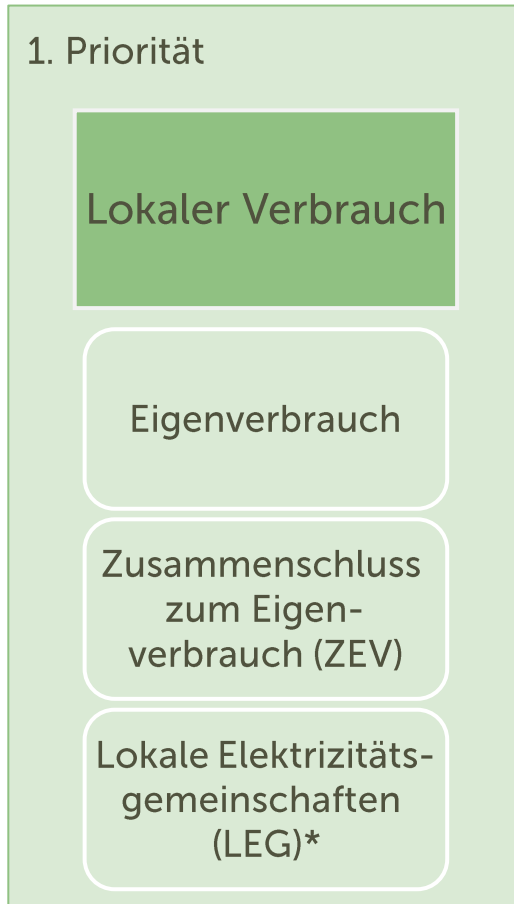 1. Priorität
Lokaler Verbrauch
Eigenverbrauch
Zusammenschluss
zum Eigen-
verbrauch (ZEV)
Lokale Elektrizitäts-
gemeinschaften
(LEG)*